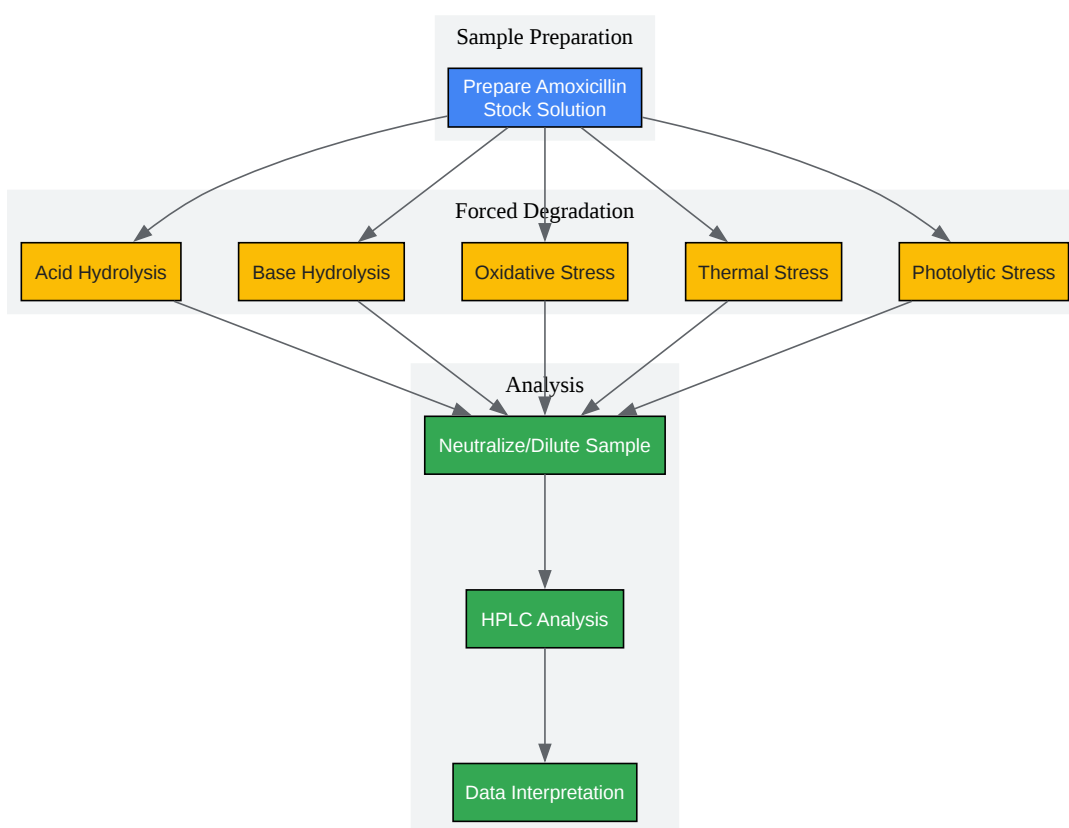 Sample Preparation
Prepare Amoxicillin
Stock Solution
Forced Degradation
Acid Hydrolysis
Base Hydrolysis
Oxidative Stress
Thermal Stress
Photolytic Stress
Analysis
Neutralize/Dilute Sample
HPLC Analysis
Data Interpretation